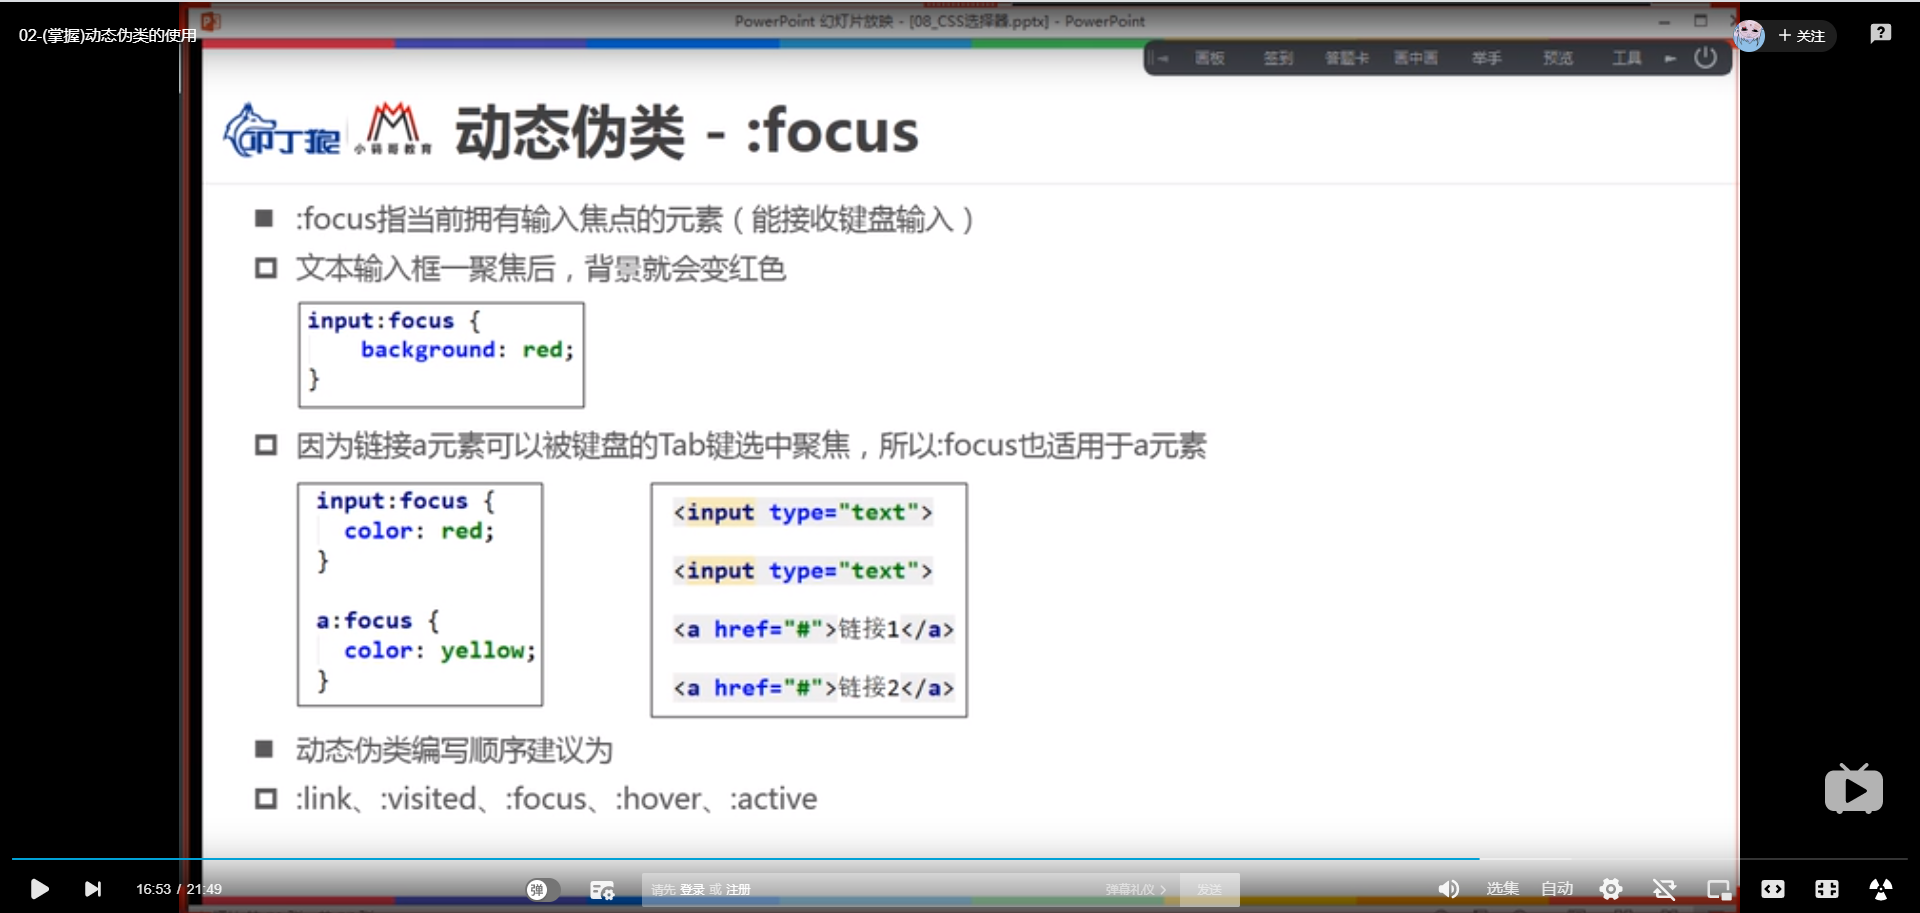 PowerPoint 幻灯片放映 - [08_CSS选择器.pptx] - PowerPoint
02-(掌握)动态伪类的使用
+ 关注
画板 签到 答题卡 画中画 举手 预览 工具
叩丁狼 小码哥教育 动态伪类 - :focus
:focus指当前拥有输入焦点的元素（能接收键盘输入）
文本输入框一聚焦后，背景就会变红色
input:focus {
background: red;
}
因为链接a元素可以被键盘的Tab键选中聚焦，所以:focus也适用于a元素
input:focus {
color: red;
}
a:focus {
color: yellow;
}
<input type="text">
<input type="text">
<a href="#">链接1</a>
<a href="#">链接2</a>
动态伪类编写顺序建议为
:link、:visited、:focus、:hover、:active
16:53 / 21:49 弹 请先 登录 或 注册 弹幕礼仪 > 发送 选集 自动